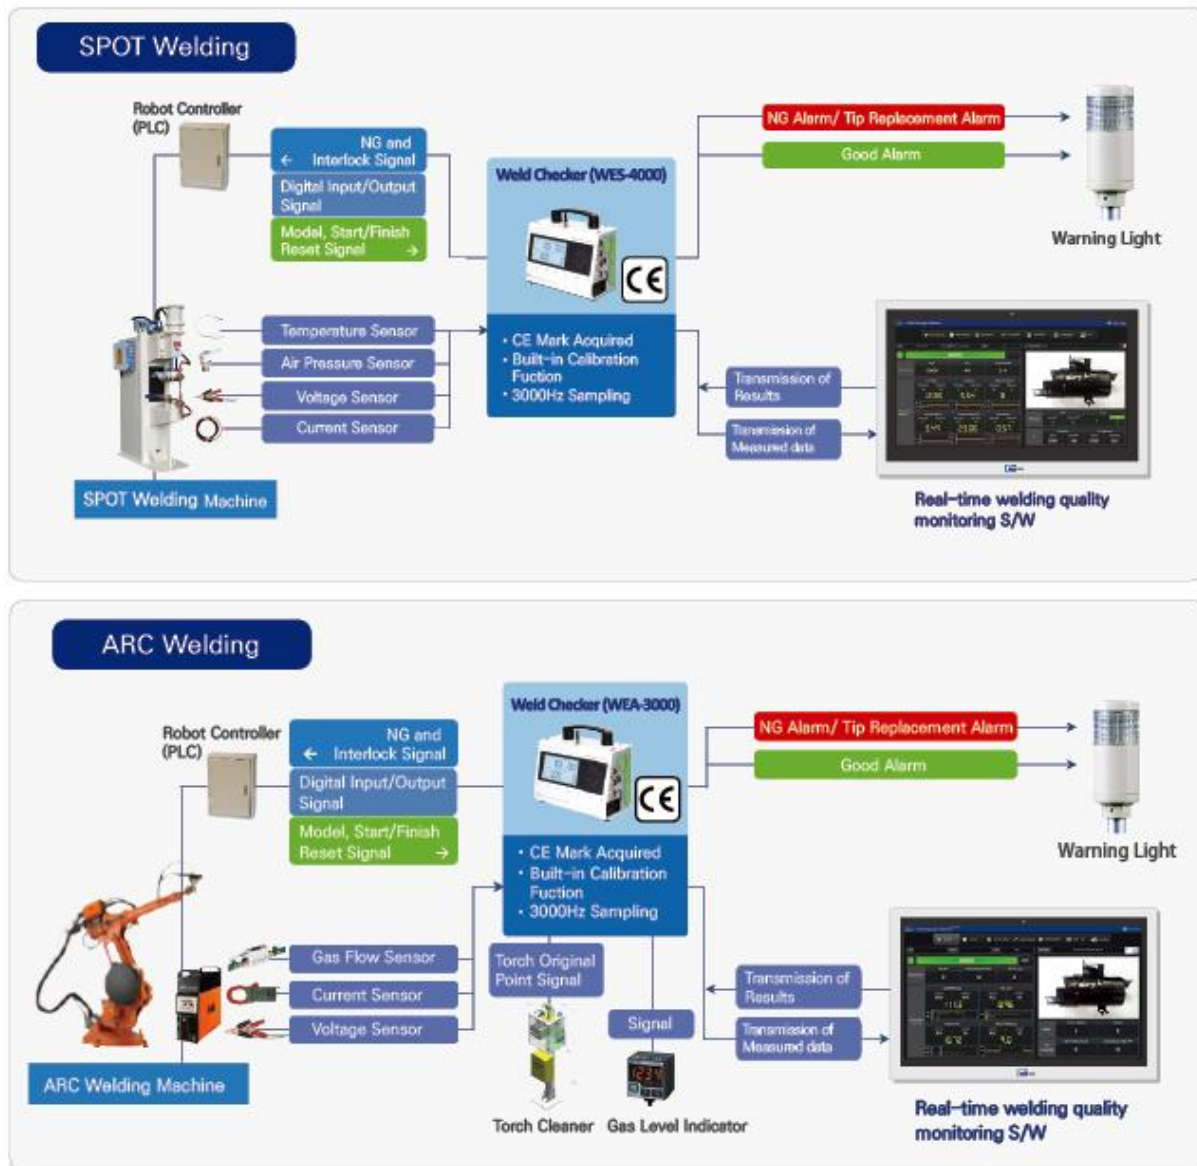 SPOT Welding
Robot Controller
(PLC)
← NG and
Interlock Signal
Digital Input/Output
Signal
Model, Start/Finish
Reset Signal →
Weld Checker (WES-4000)
CE
• CE Mark Acquired
• Built-in Calibration
Fuction
• 3000Hz Sampling
NG Alarm/ Tip Replacement Alarm
Good Alarm
Warning Light
Temperature Sensor
Air Pressure Sensor
Voltage Sensor
Current Sensor
SPOT Welding Machine
Transmission of
Results
Transmission of
Measured data
Real-time welding quality
monitoring S/W
ARC Welding
Robot Controller
(PLC)
NG and
← Interlock Signal
Digital Input/Output
Signal
Model, Start/Finish
Reset Signal →
Weld Checker (WEA-3000)
CE
• CE Mark Acquired
• Built-in Calibration
Fuction
• 3000Hz Sampling
NG Alarm/ Tip Replacement Alarm
Good Alarm
Warning Light
Gas Flow Sensor
Current Sensor
Voltage Sensor
ARC Welding Machine
Torch Original
Point Signal
Torch Cleaner
Signal
1234
Gas Level Indicator
Transmission of
Results
Transmission of
Measured data
Real-time welding quality
monitoring S/W